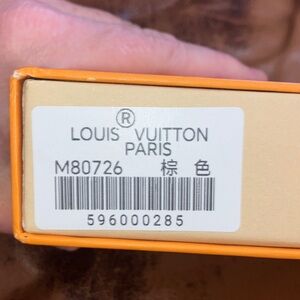 ®
LOUIS VUITTON
PARIS
M80726 棕 色
596000285